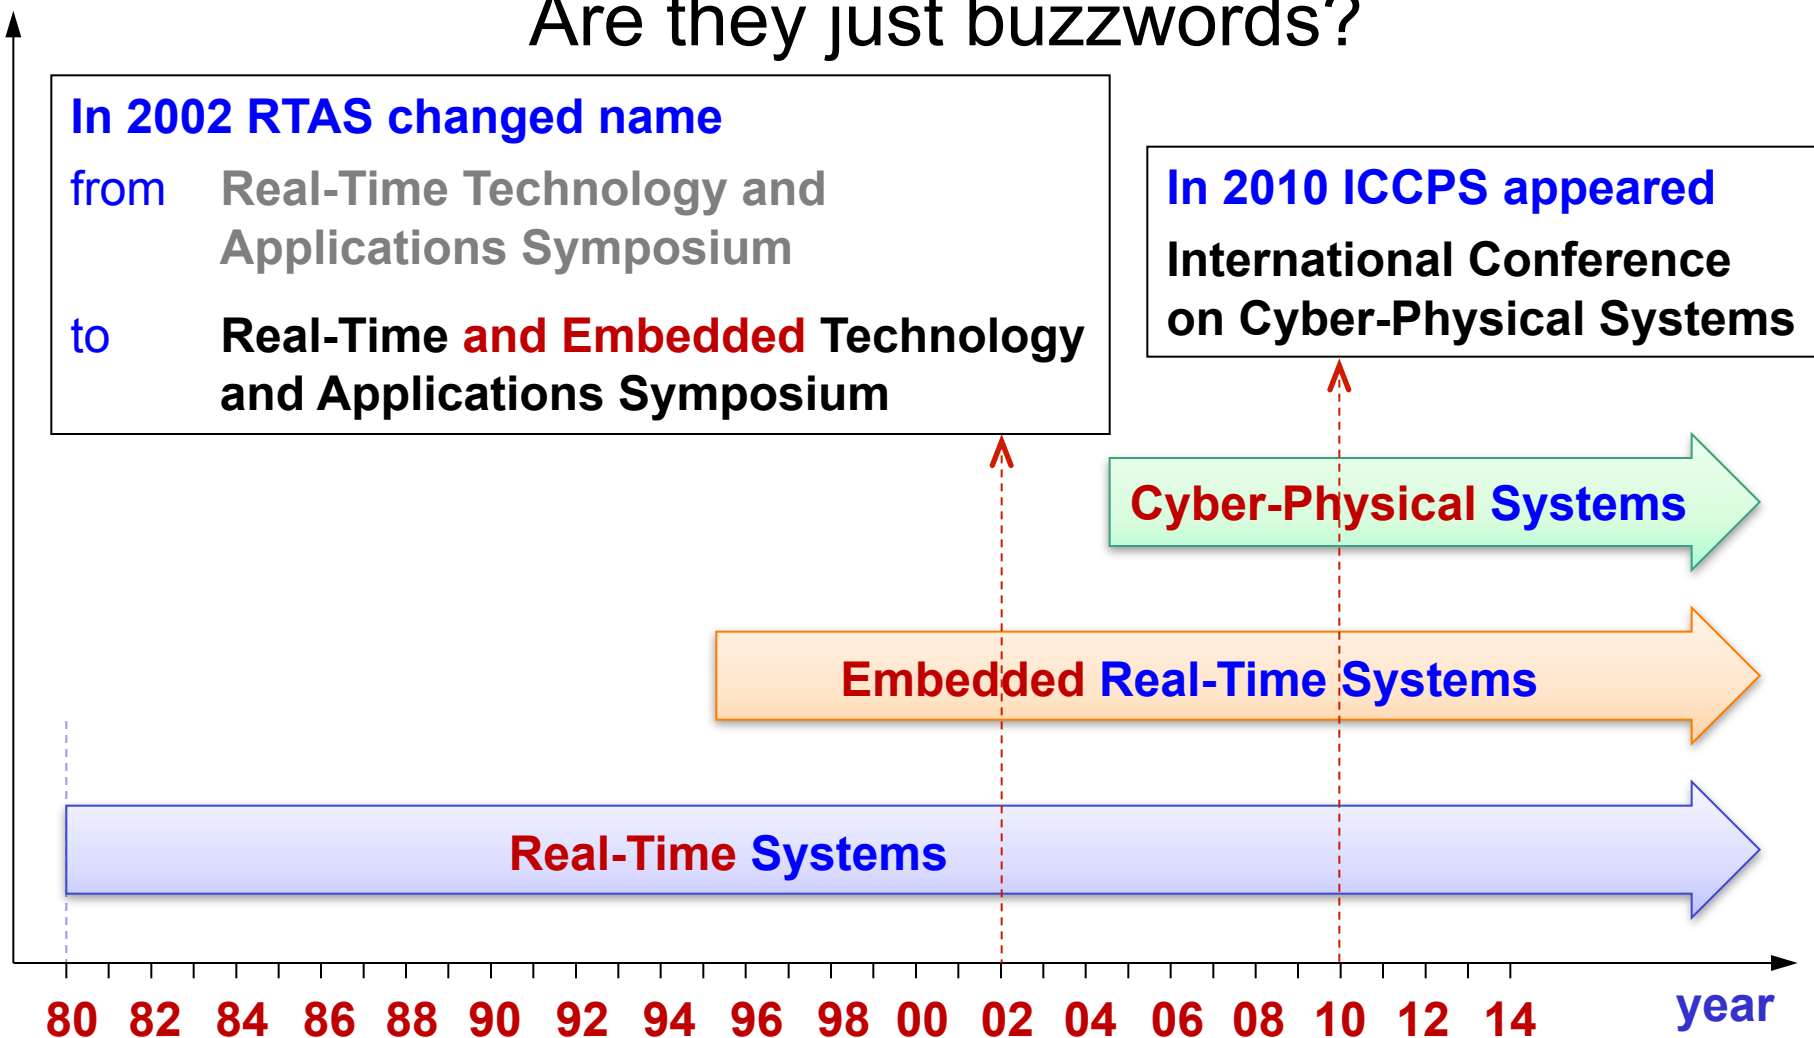 Are they just buzzwords?
In 2002 RTAS changed name
from Real-Time Technology and
Applications Symposium
to Real-Time and Embedded Technology
and Applications Symposium
In 2010 ICCPS appeared
International Conference
on Cyber-Physical Systems
Cyber-Physical Systems
Embedded Real-Time Systems
Real-Time Systems
80 82 84 86 88 90 92 94 96 98 00 02 04 06 08 10 12 14 year